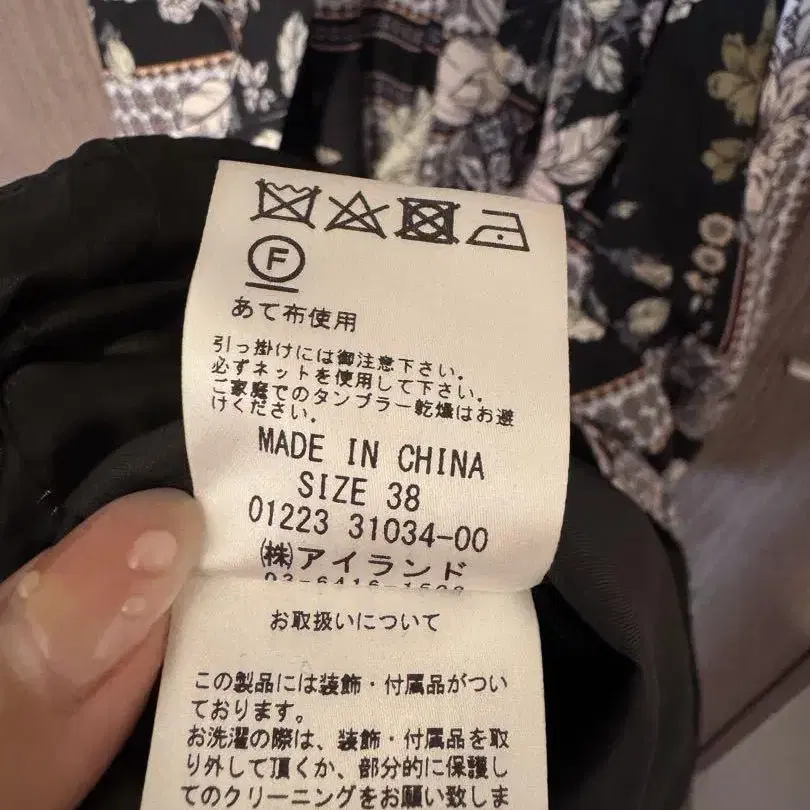 F
あて布使用
引っ掛けには御注意下さい。
必ずネットを使用して下さい。
ご家庭でのタンブラー乾燥はお避
けください。
MADE IN CHINA
SIZE 38
01223 31034-00
㈱アイランド
お取扱いについて
この製品には装飾・付属品がつい
ております。
お洗濯の際は、装飾・付属品を取
り外して頂くか、部分的に保護し
てのクリーニングをお願い致しま